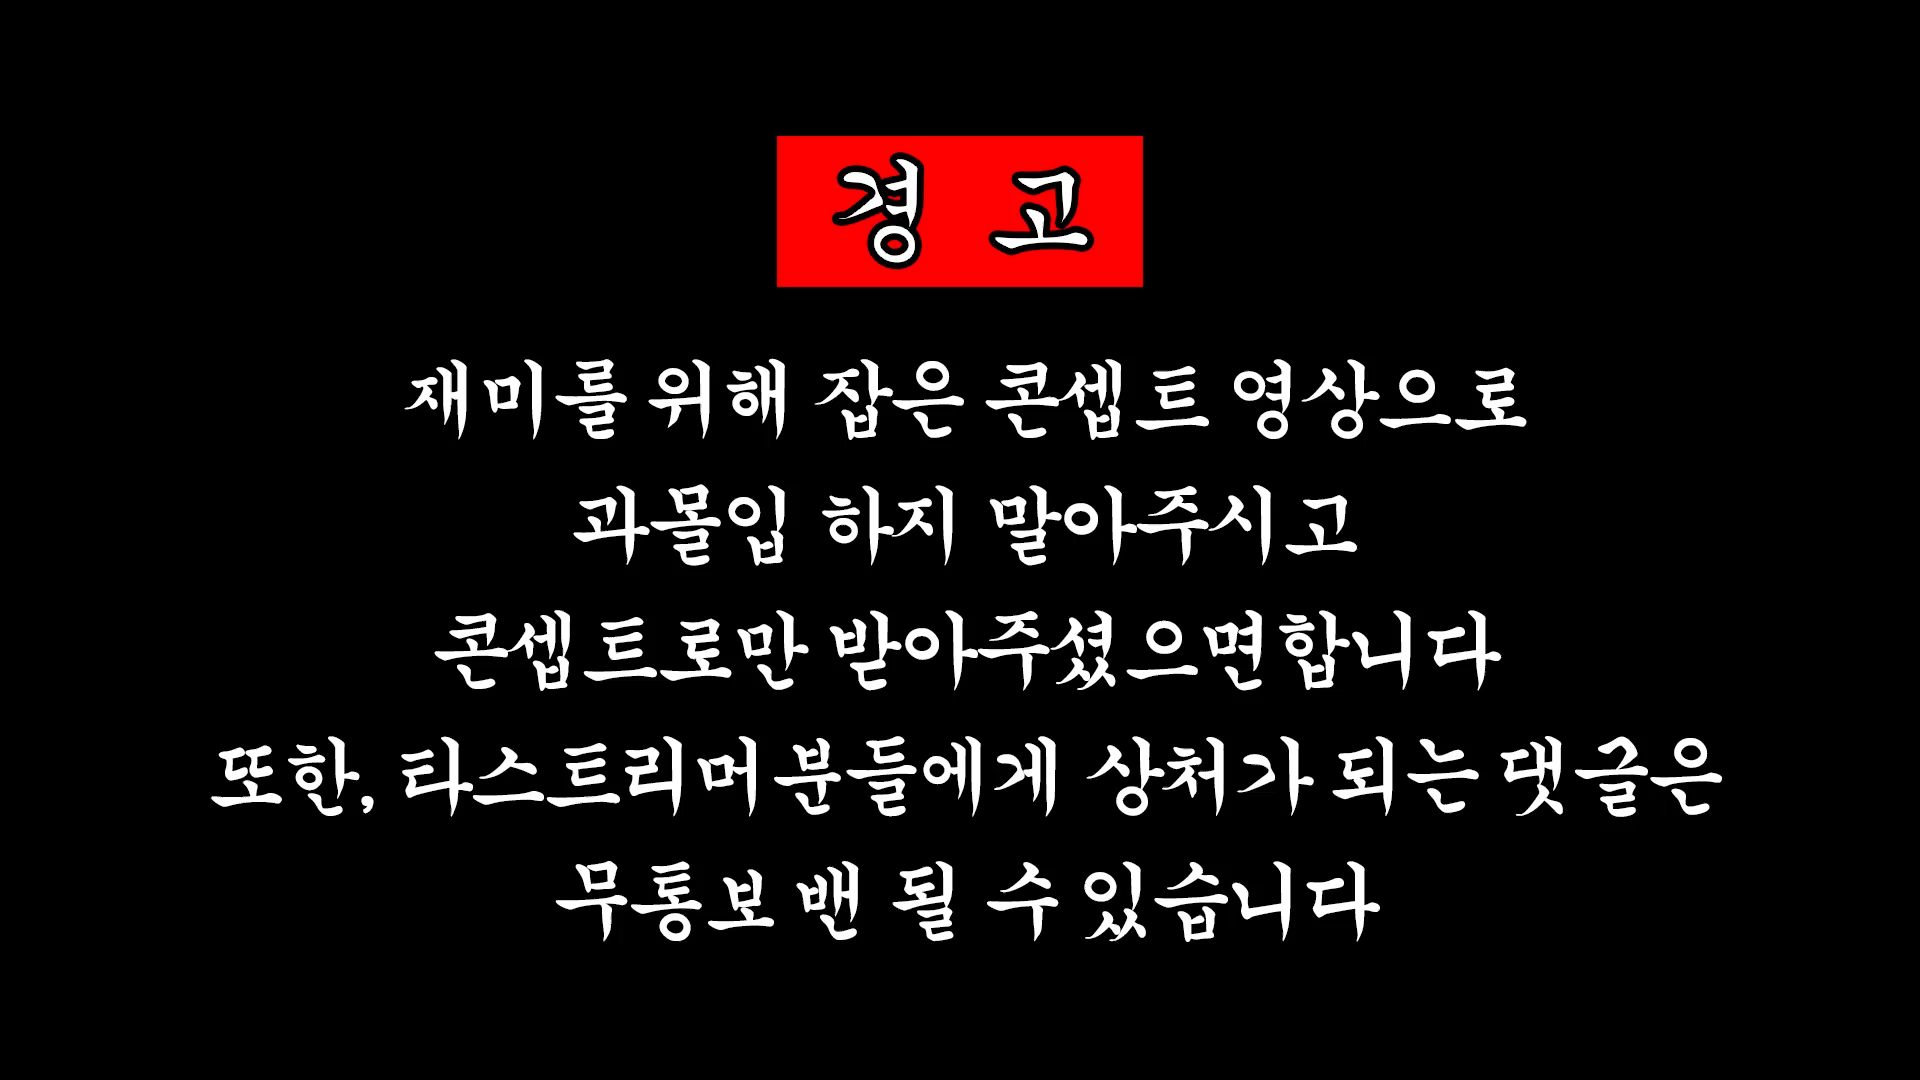 경 고
재미를 위해 잡은 콘셉트 영상으로
과몰입 하지 말아주시고
콘셉트로만 받아주셨으면합니다
또한, 타스트리머분들에게 상처가 되는 댓글은
무통보 밴 될 수 있습니다